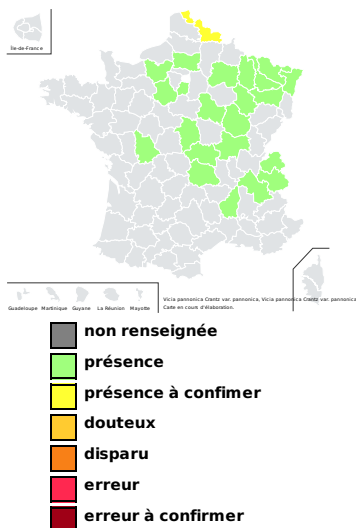 Île-de-France
Guadeloupe Martinique Guyane La Réunion Mayotte
Vicia pannonica Crantz var. pannonica, Vicia pannonica Crantz var. pannonica
Carte en cours d'élaboration.
non renseignée
présence
présence à confimer
douteux
disparu
erreur
erreur à confirmer